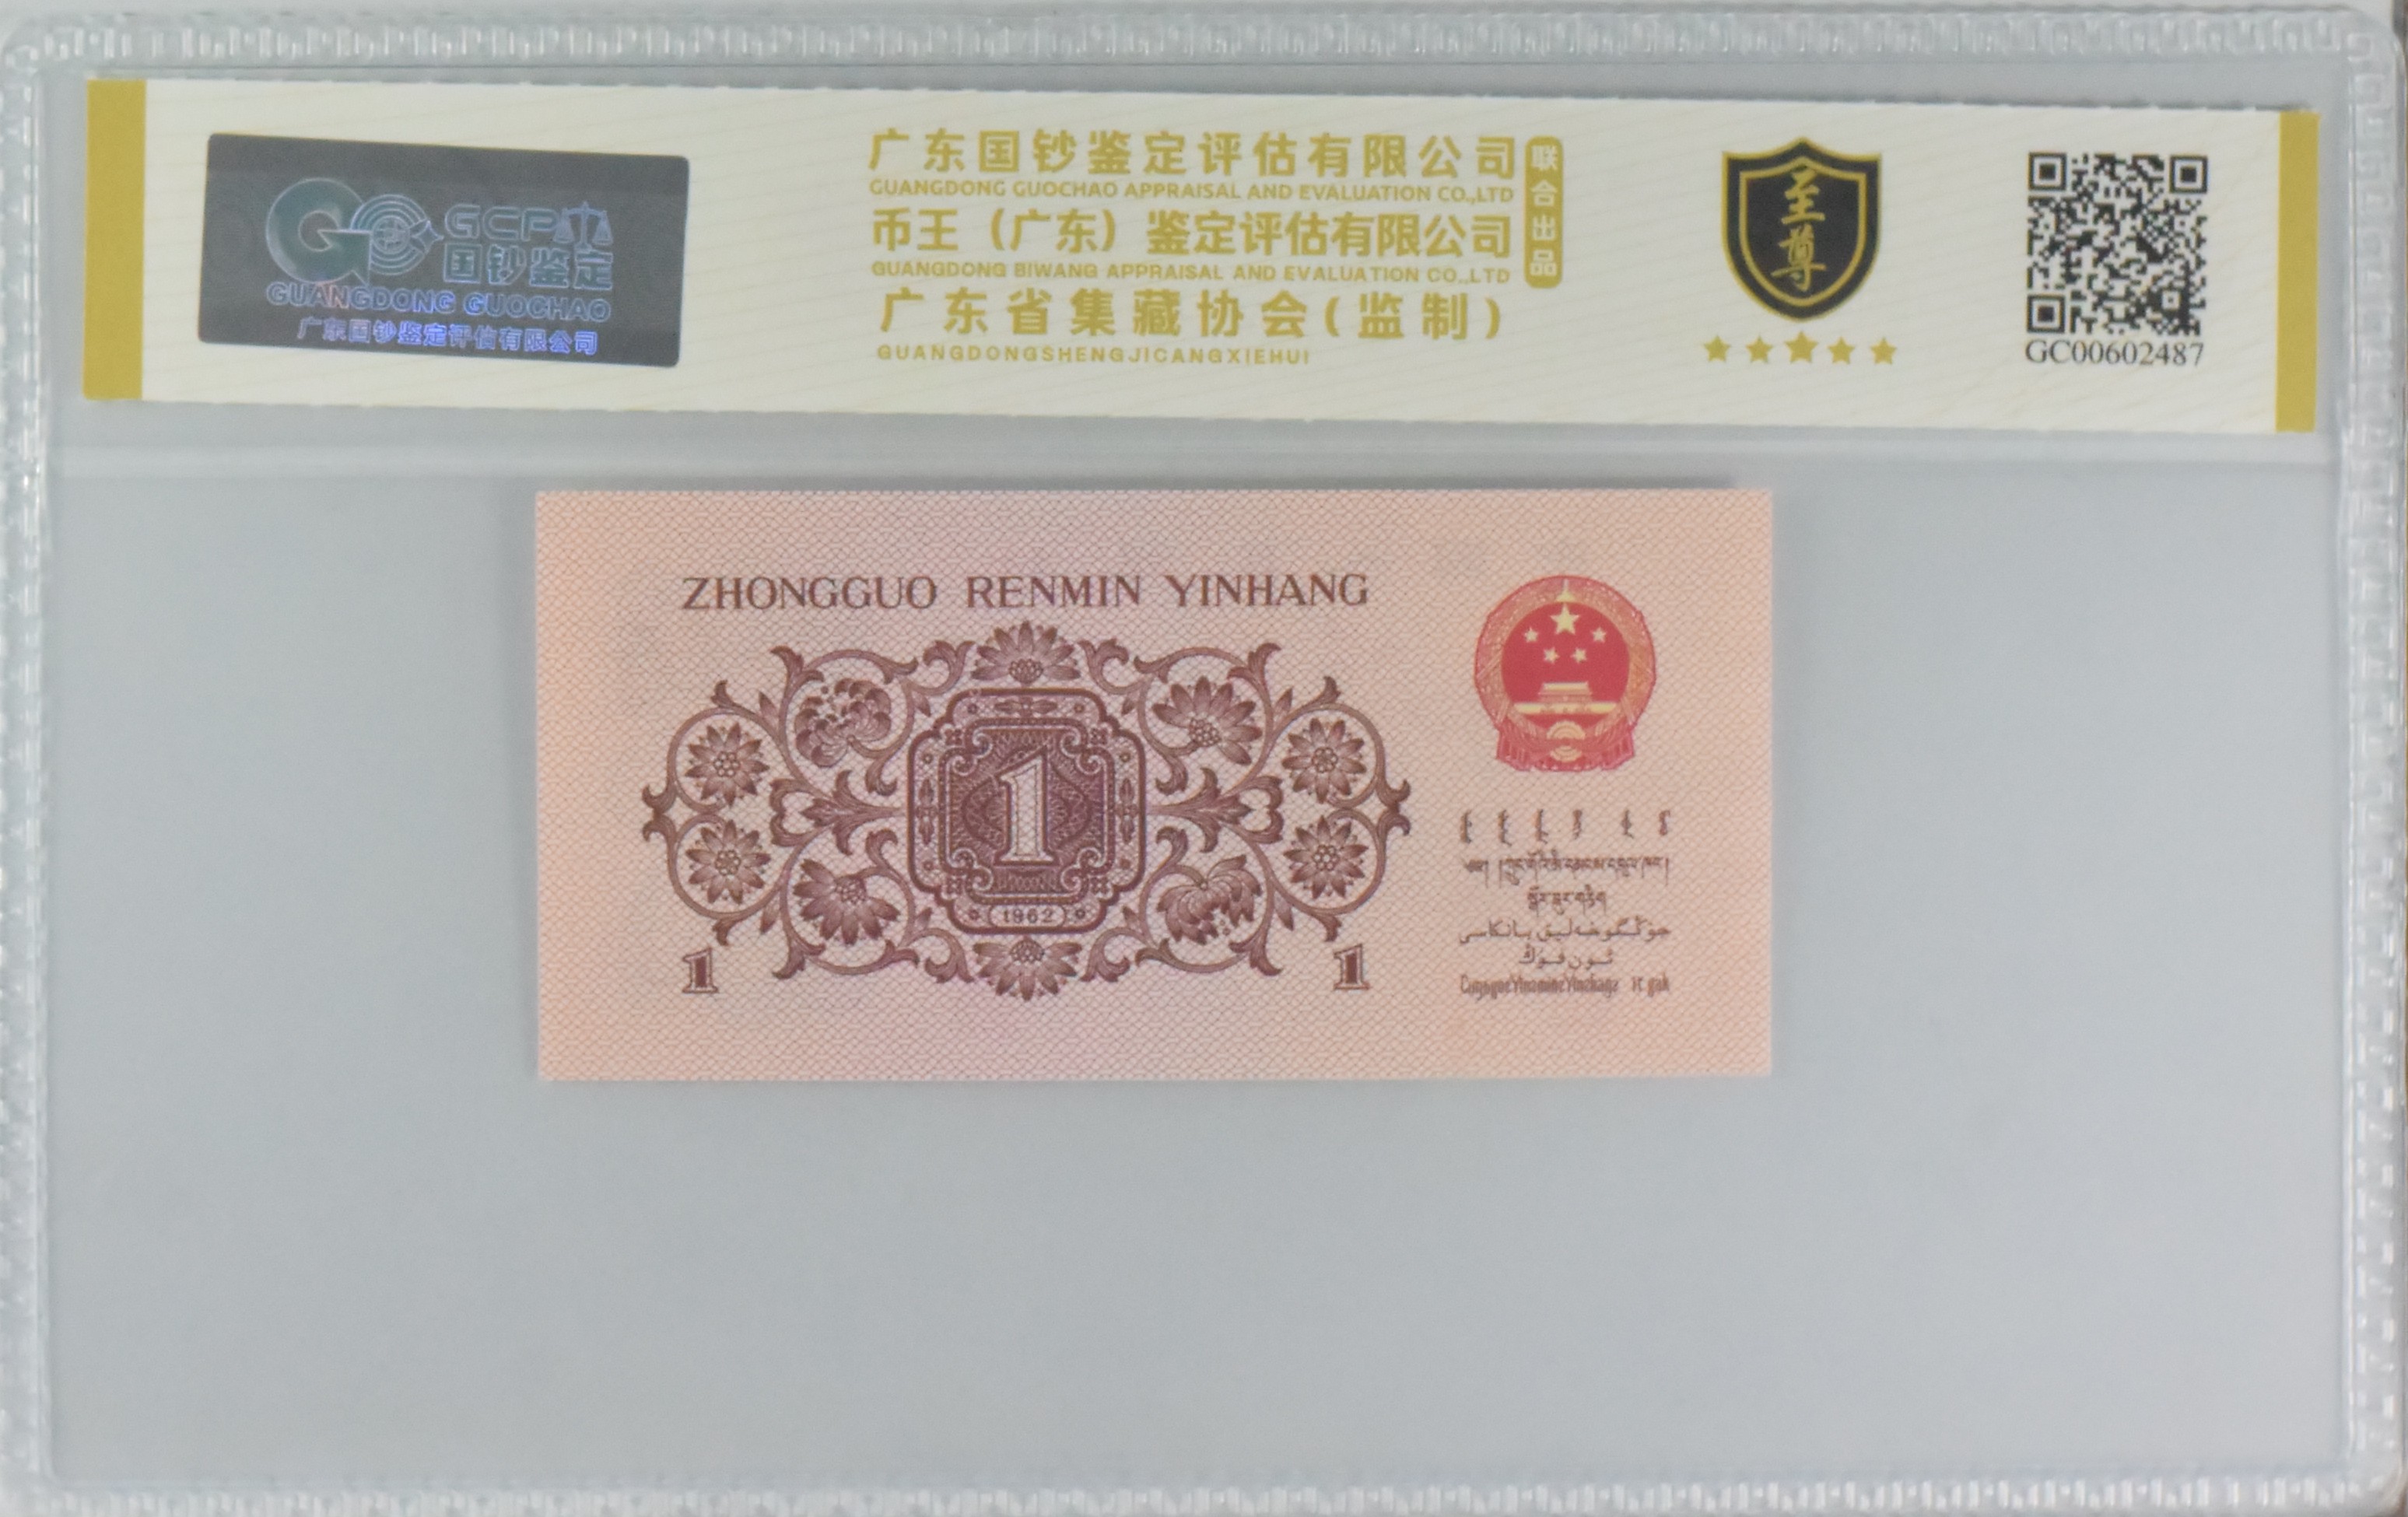 GCP
国钞鉴定
GUANGDONG GUOCHAO
广东国钞鉴定评估有限公司
广东国钞鉴定评估有限公司
GUANGDONG GUOCHAO APPRAISAL AND EVALUATION CO.,LTD
币王（广东）鉴定评估有限公司
GUANGDONG BIWANG APPRAISAL AND EVALUATION CO.,LTD
广东省集藏协会(监制)
GUANGDONGSHENGJICANGXIEHUI
联合出品
至尊
GC00602487
ZHONGGUO RENMIN YINHANG
1
1962
1
1